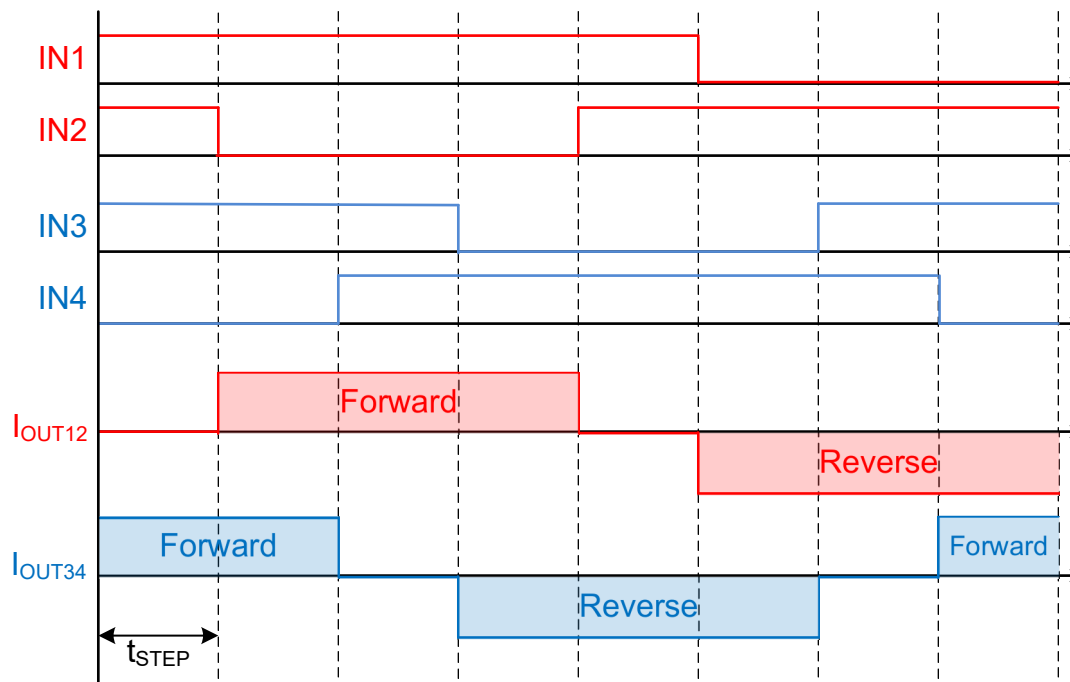 IN1
IN2
IN3
IN4
Forward
IOUT12
Reverse
Forward
Forward
IOUT34
Reverse
tSTEP